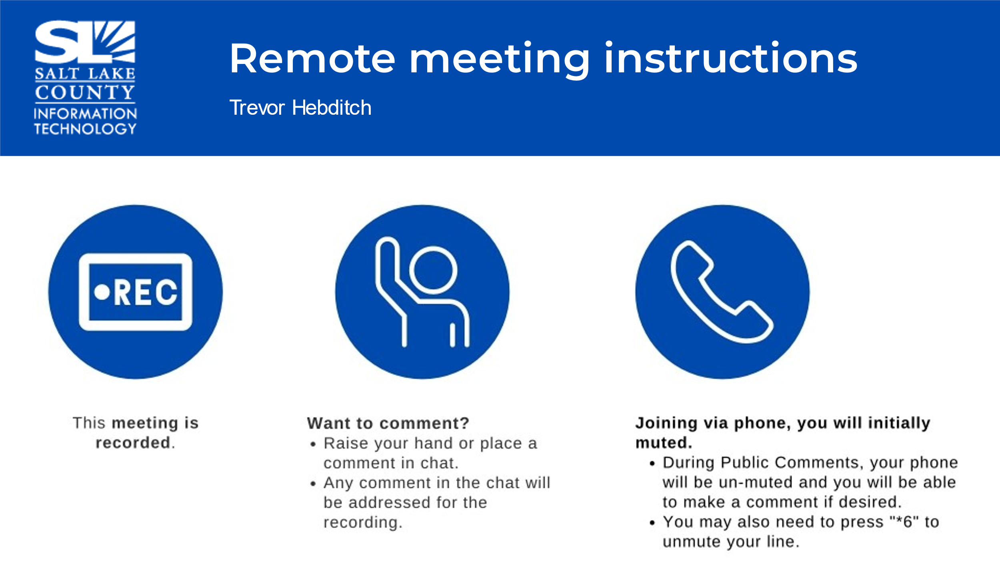 SL
SALT LAKE
COUNTY
INFORMATION
TECHNOLOGY
Remote meeting instructions
Trevor Hebditch
REC
This meeting is
recorded.
Want to comment?
• Raise your hand or place a
comment in chat.
• Any comment in the chat will
be addressed for the
recording.
Joining via phone, you will initially
muted.
• During Public Comments, your phone
will be un-muted and you will be able
to make a comment if desired.
• You may also need to press "*6" to
unmute your line.